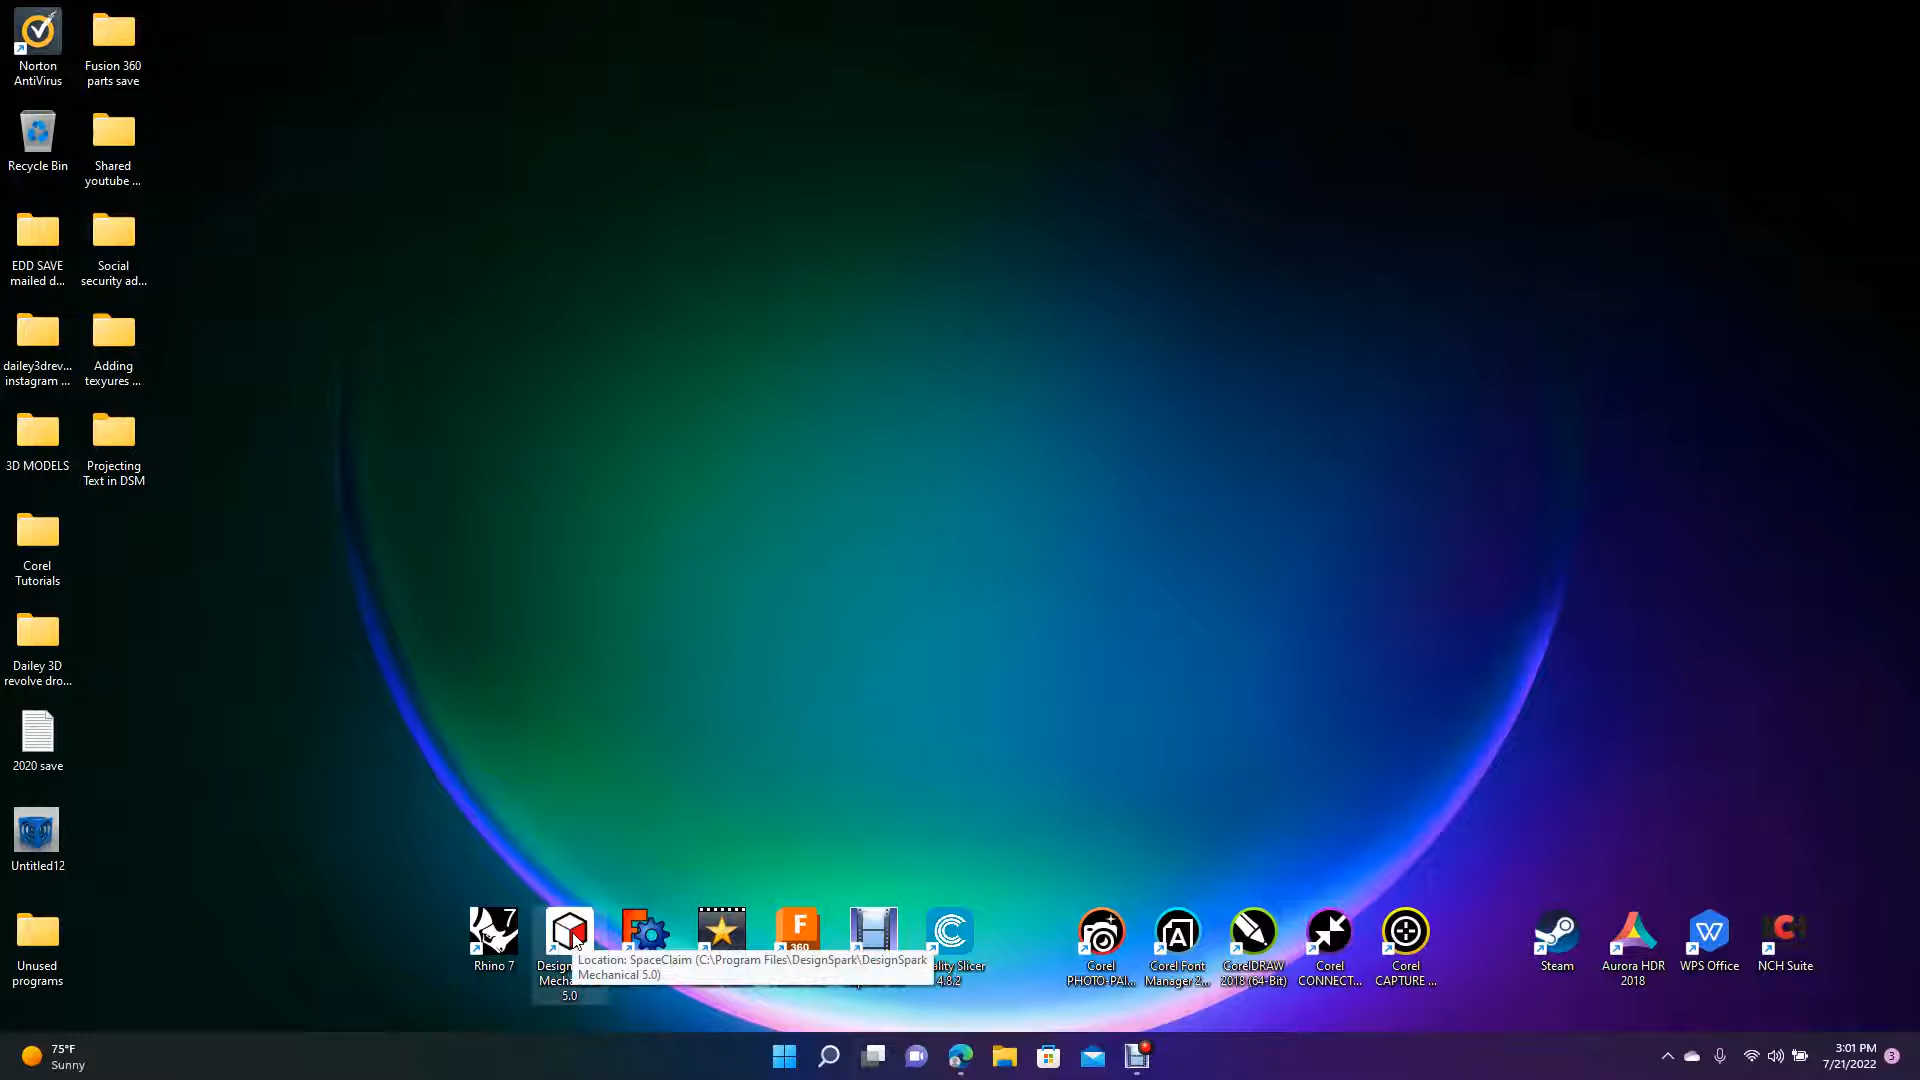 Norton
AntiVirus
Fusion 360
parts save
Recycle Bin
Shared
youtube ...
EDD SAVE
mailed d...
Social
security ad...
dailey3drev...
instagram ...
Adding
texyures ...
3D MODELS
Projecting
Text in DSM
Corel
Tutorials
Dailey 3D
revolve dro...
2020 save
Untitled12
Unused
programs
7
Rhino 7
Design
Mecha
5.0
F
360
Location: SpaceClaim (C:\Program Files\DesignSpark\DesignSpark
Mechanical 5.0)
ality Slicer
4.8.2
Corel
PHOTO-PAI...
A
Corel Font
Manager 2...
CorelDRAW
2018 (64-Bit)
Corel
CONNECT...
Corel
CAPTURE ...
Steam
Aurora HDR
2018
W
WPS Office
NCH Suite
75°F
Sunny
3:01 PM
7/21/2022
3